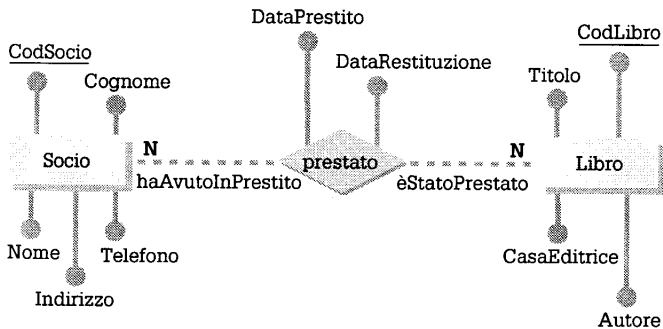 DataPrestito
CodSocio
CodLibro
Cognome
DataRestituzione
Titolo
N
N
Socio
prestato
Libro
haAvutoInPrestito
èStatoPrestato
Nome
Telefono
CasaEditrice
Indirizzo
Autore